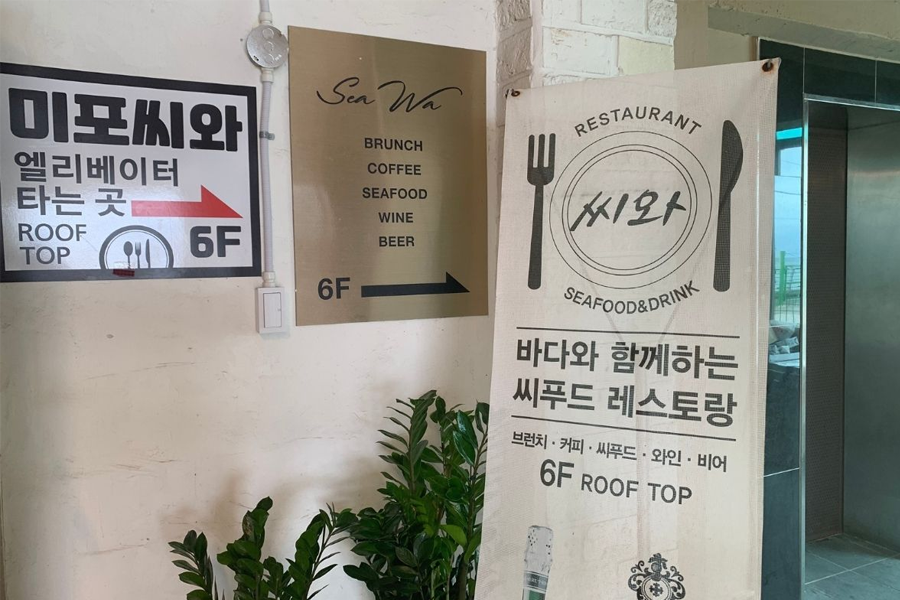 미포씨와
엘리베이터
타는 곳
ROOF
TOP
6F
Sea Wa
BRUNCH
COFFEE
SEAFOOD
WINE
BEER
6F
RESTAURANT
씨와
SEAFOOD&DRINK
바다와 함께하는
씨푸드 레스토랑
브런치 · 커피 · 씨푸드 · 와인 · 비어
6F ROOF TOP